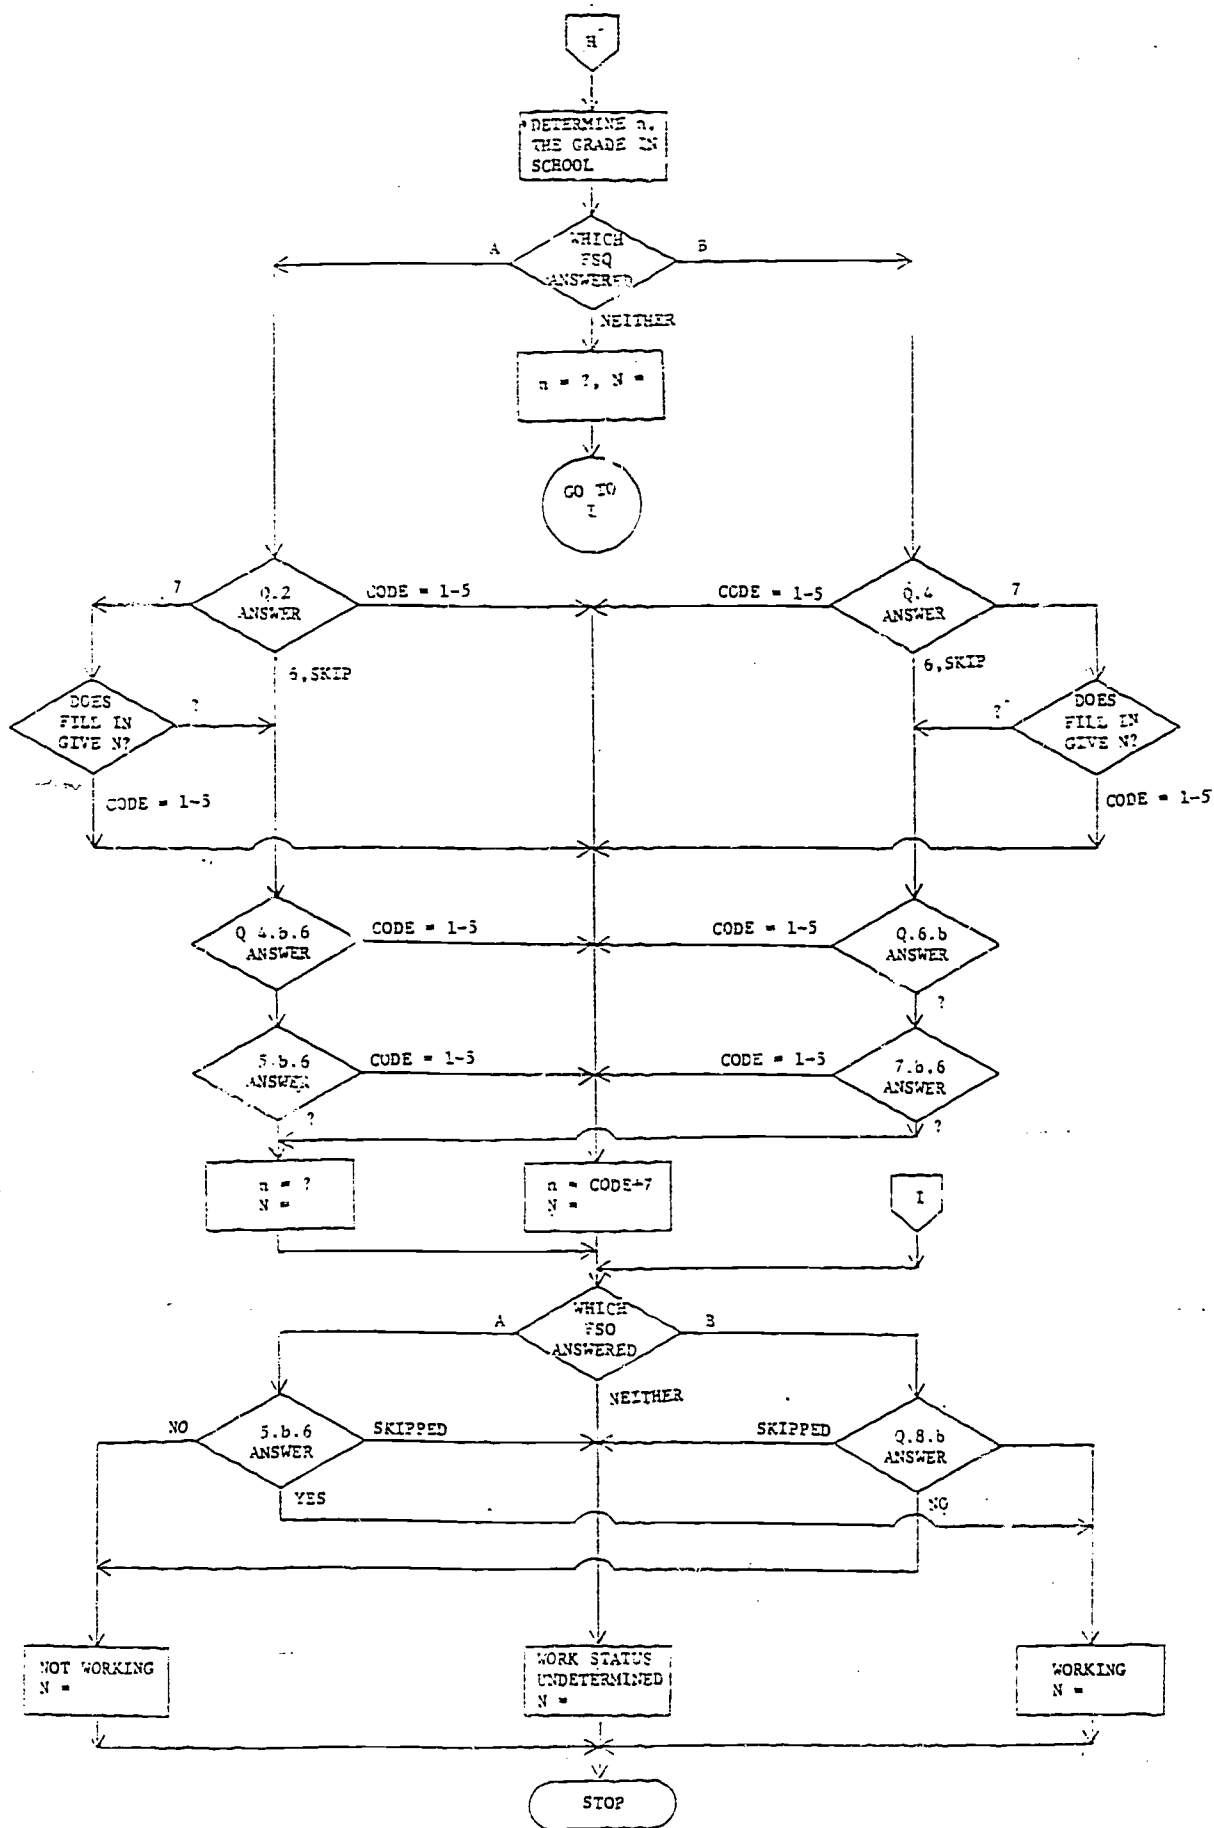 H
DETERMINE n,
THE GRADE IN
SCHOOL
A
WHICH
FSQ
ANSWERED
B
NEITHER
n = ?, N =
GO TO
I
7
Q.2
ANSWER
CODE = 1-5
CODE = 1-5
Q.4
ANSWER
7
6,SKIP
6,SKIP
DOES
FILL IN
GIVE N?
?
?
DOES
FILL IN
GIVE N?
CODE = 1-5
CODE = 1-5
Q 4.b.6
ANSWER
CODE = 1-5
CODE = 1-5
Q.6.b
ANSWER
?
5.b.6
ANSWER
CODE = 1-5
CODE = 1-5
7.b.6
ANSWER
?
?
n = ?
N =
n = CODE+7
N =
I
A
WHICH
FSQ
ANSWERED
B
NEITHER
NO
5.b.6
ANSWER
SKIPPED
SKIPPED
Q.8.b
ANSWER
YES
NO
NOT WORKING
N =
WORK STATUS
UNDETERMINED
N =
WORKING
N =
STOP